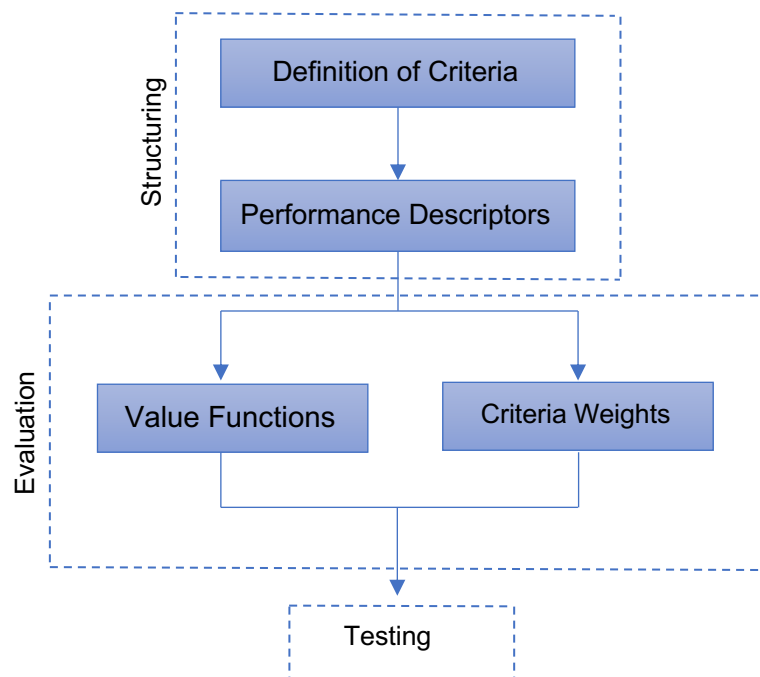 Structuring
Definition of Criteria
Performance Descriptors
Evaluation
Value Functions
Criteria Weights
Testing